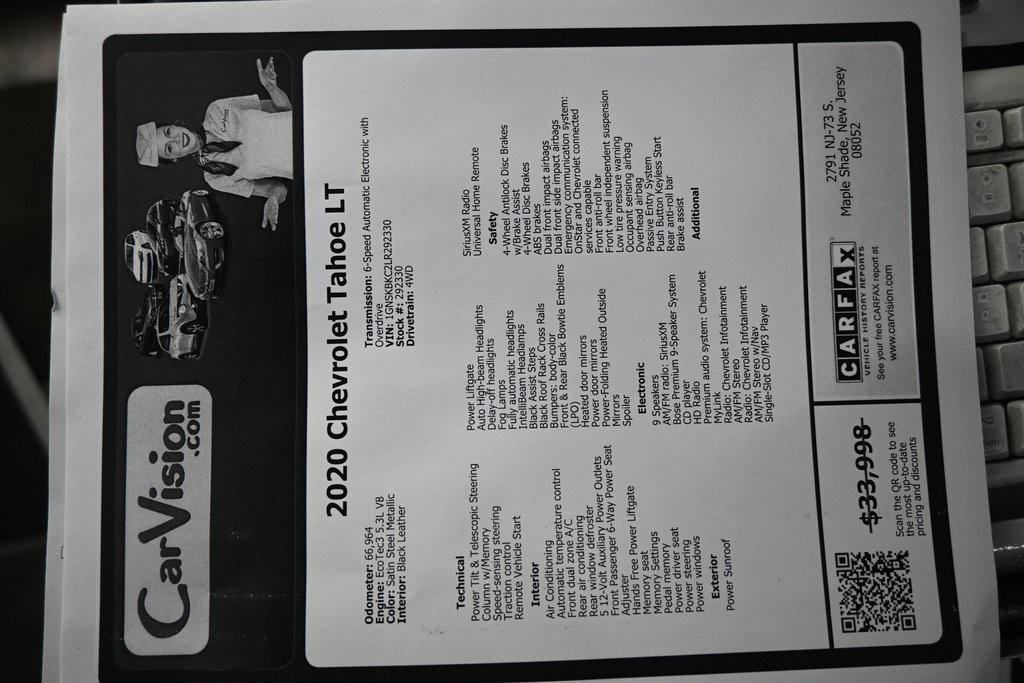 CarVision
.com
2020 Chevrolet Tahoe LT
Odometer: 66,964
Engine: EcoTec3 5.3L V8
Color: Satin Steel Metallic
Interior: Black Leather
Transmission: 6-Speed Automatic Electronic with
Overdrive
VIN: 1GNSKBKC2LR292330
Stock #: 292330
Drivetrain: 4WD
Technical
Power Tilt & Telescopic Steering
Column w/Memory
Speed-sensing steering
Traction control
Remote Vehicle Start
Interior
Air Conditioning
Automatic temperature control
Front dual zone A/C
Rear air conditioning
Rear window defroster
5 12-Volt Auxiliary Power Outlets
Front Passenger 6-Way Power Seat
Adjuster
Hands Free Power Liftgate
Memory seat
Memory Settings
Pedal memory
Power driver seat
Power steering
Power windows
Exterior
Power Sunroof
Power Liftgate
Auto High-beam Headlights
Delay-off headlights
Fog Lamps
Fully automatic headlights
IntelliBeam Headlamps
Black Assist Steps
Black Roof Rack Cross Rails
Bumpers: body-color
Front & Rear Black Bowtie Emblems
(LPO)
Heated door mirrors
Power door mirrors
Power-Folding Heated Outside
Mirrors
Spoiler
Electronic
9 Speakers
AM/FM radio: SiriusXM
Bose Premium 9-Speaker System
CD player
HD Radio
Premium audio system: Chevrolet
MyLink
Radio: Chevrolet Infotainment
AM/FM Stereo
Radio: Chevrolet Infotainment
AM/FM Stereo w/Nav
Single-Slot CD/MP3 Player
SiriusXM Radio
Universal Home Remote
Safety
4-Wheel Antilock Disc Brakes
w/Brake Assist
4-Wheel Disc Brakes
ABS brakes
Dual front impact airbags
Dual front side impact airbags
Emergency communication system:
OnStar and Chevrolet connected
services capable
Front anti-roll bar
Front wheel independent suspension
Low tire pressure warning
Occupant sensing airbag
Overhead airbag
Passive Entry System
Push Button Keyless Start
Rear anti-roll bar
Brake assist
Additional
$33,998
Scan the QR code to see
the most up-to-date
pricing and discounts
CARFAX
VEHICLE HISTORY REPORTS
See your free CARFAX report at
www.carvision.com
2791 NJ-73 S.
Maple Shade, New Jersey
08052